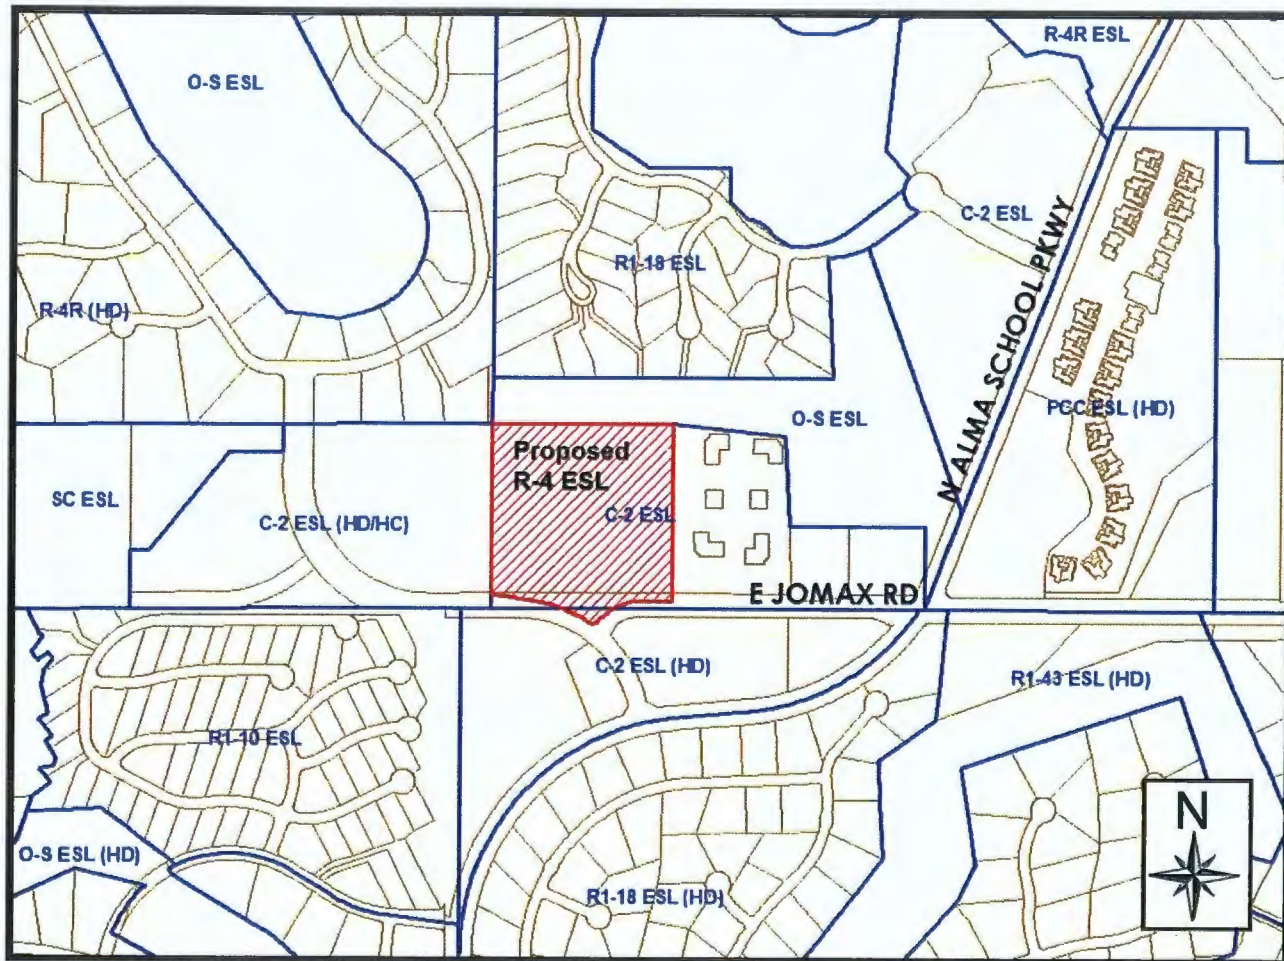 R-4R ESL
O-S ESL
C-2 ESL
R1-18 ESL
R-4R (HD)
N ALMA SCHOOL PKWY
PCC ESL (HD)
O-S ESL
Proposed
R-4 ESL
SC ESL
C-2 ESL (HD/HC)
C-2 ESL
E JOMAX RD
C-2 ESL (HD)
R1-43 ESL (HD)
R1-10 ESL
N
O-S ESL (HD)
R1-18 ESL (HD)